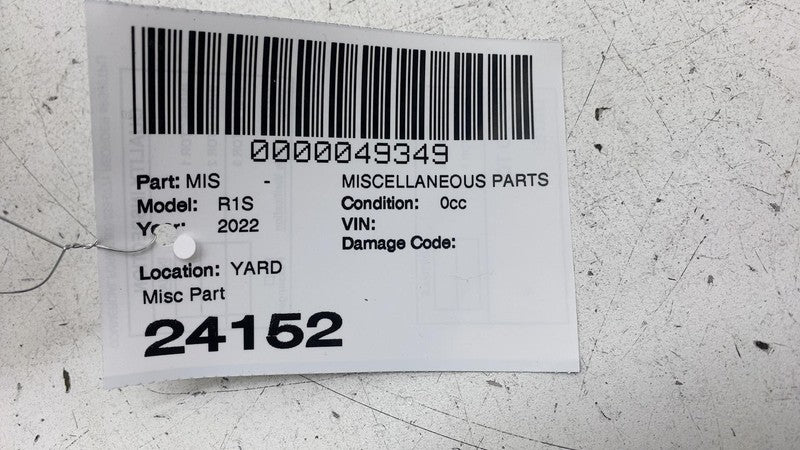 0000049349
Part: MIS - MISCELLANEOUS PARTS
Model: R1S Condition: 0cc
Year: 2022 VIN:
Damage Code:
Location: YARD
Misc Part
24152